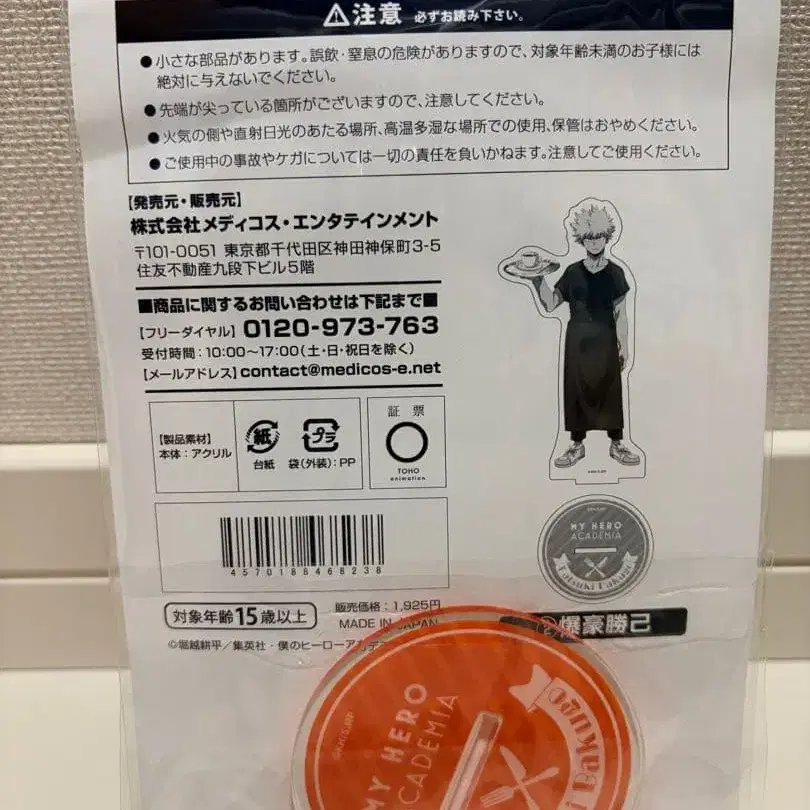 ⚠注意 必ずお読み下さい。
●小さな部品があります。誤飲・窒息の危険がありますので、対象年齢未満のお子様には
絶対に与えないでください。
●先端が尖っている箇所がございますので、注意してください。
●火気の側や直射日光のあたる場所、高温多湿な場所での使用、保管はおやめください。
●ご使用中の事故やケガについては一切の責任を負いかねます。注意してご使用ください。
【発売元・販売元】
株式会社メディコス・エンタテインメント
〒101-0051 東京都千代田区神田神保町3-5
住友不動産九段下ビル5階
■商品に関するお問い合わせは下記まで■
【フリーダイヤル】0120-973-763
受付時間:10:00〜17:00(土・日・祝日を除く)
【メールアドレス】contact@medicos-e.net
【製品素材】
本体:アクリル
紙
台紙
プラ
袋(外装):PP
証票
TOHO
animation
4570188466238
対象年齢15歳以上
販売価格:1,925円
MADE IN JAPAN
©堀越耕平/集英社・僕のヒーローアカデ
MY HERO
ACADEMIA
Katsuki Bakugo
②爆豪勝己
MY HERO
ACADEMIA
i Bakugo